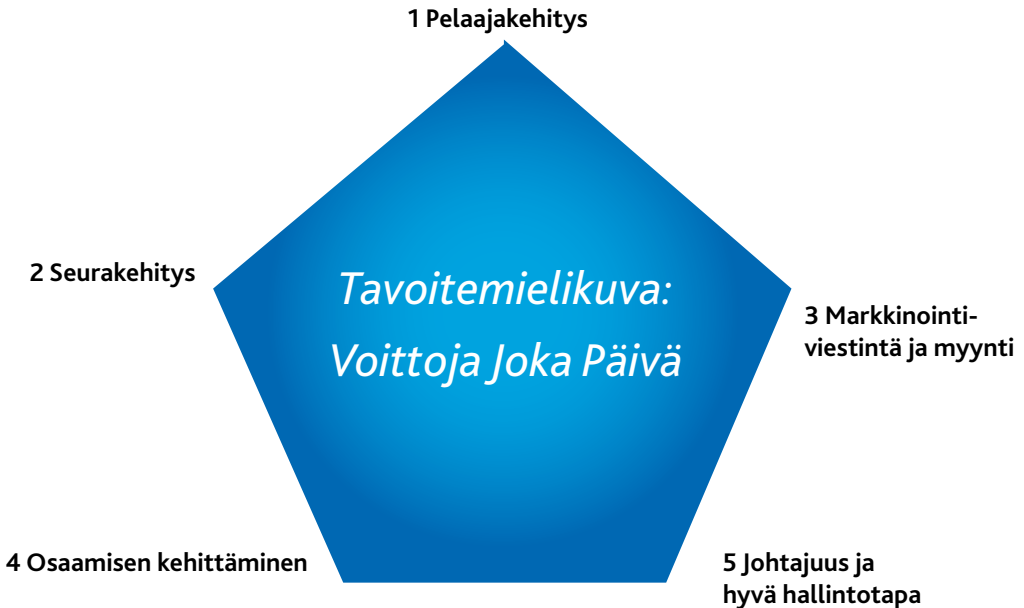 1 Pelaajakehitys
2 Seurakehitys
Tavoitemielikuva:
Voittoja Joka Päivä
3 Markkinointi-
viestintä ja myynti
4 Osaamisen kehittäminen
5 Johtajuus ja
hyvä hallintotapa